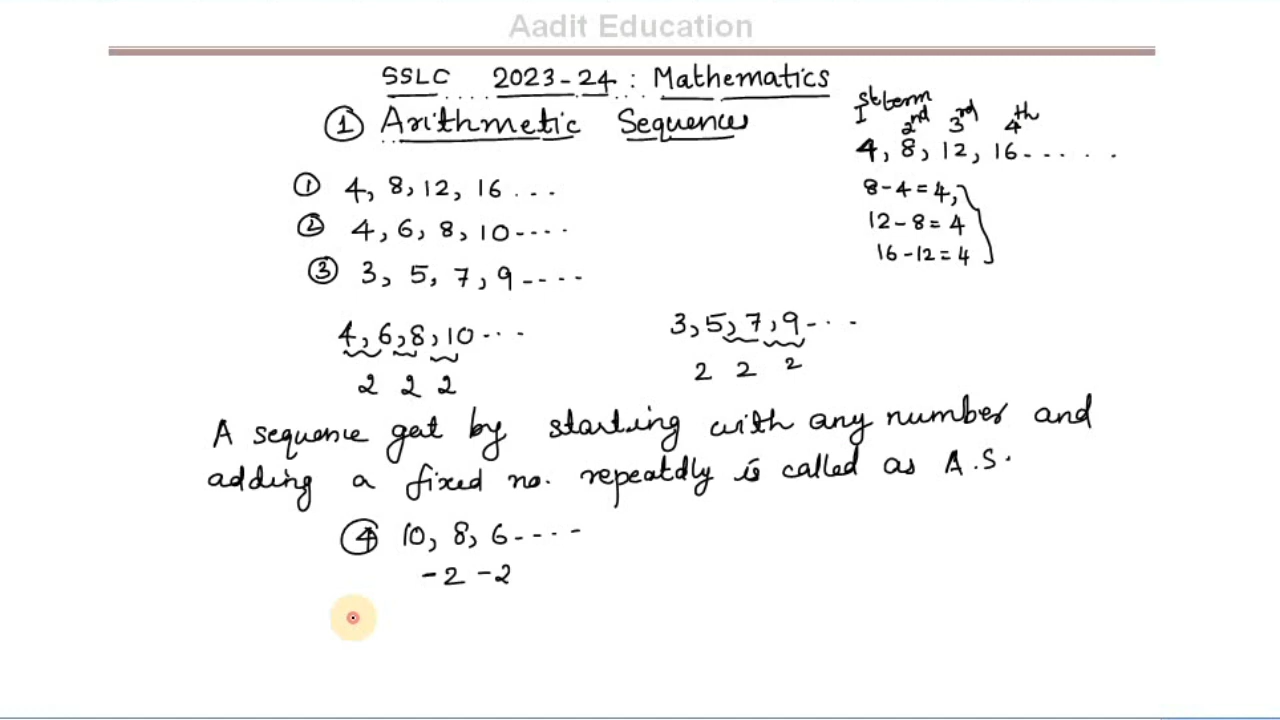 Aadit Education
SSLC 2023-24 : Mathematics
① Arithmetic Sequences
Ist term 2nd 3rd 4th
4, 8, 12, 16- . . . . .
8-4=4,
12-8=4
16-12=4
① 4, 8, 12, 16 ...
② 4, 6, 8, 10----
③ 3, 5, 7, 9----
4, 6, 8, 10---
2 2 2
3, 5, 7, 9---
2 2 2
A sequence get by starting with any number and
adding a fixed no. repeatdly is called as A.S.
④ 10, 8, 6----
-2 -2